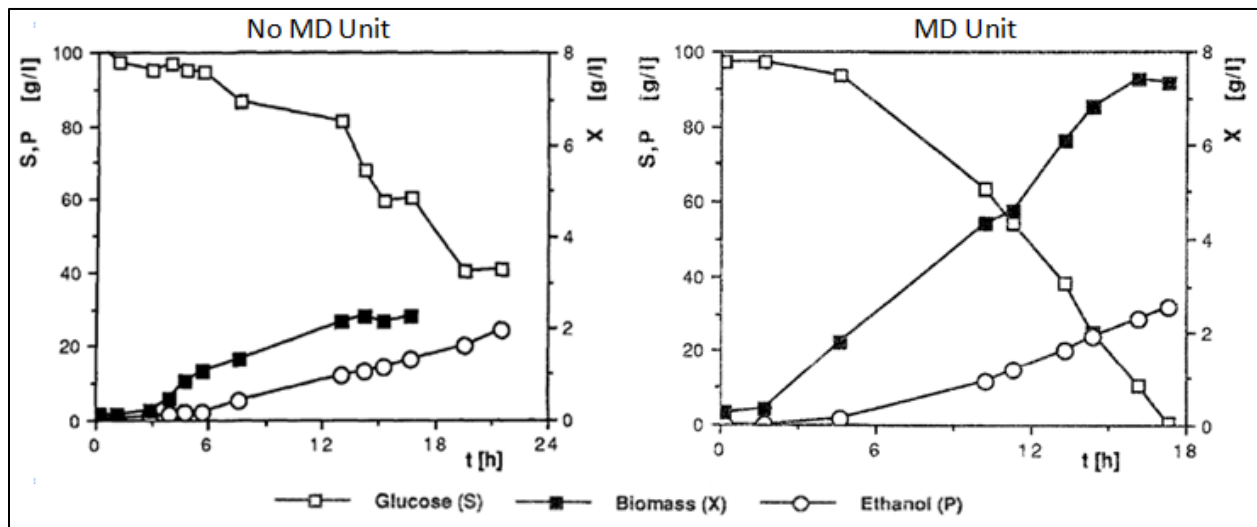 No MD Unit
MD Unit
100
80
60
40
20
0
S, P [g/l]
8
6
4
2
0
X [g/l]
0
6
12
18
24
t [h]
100
80
60
40
20
0
S, P [g/l]
8
6
4
2
0
X [g/l]
0
6
12
18
t [h]
Glucose (S)
Biomass (X)
Ethanol (P)